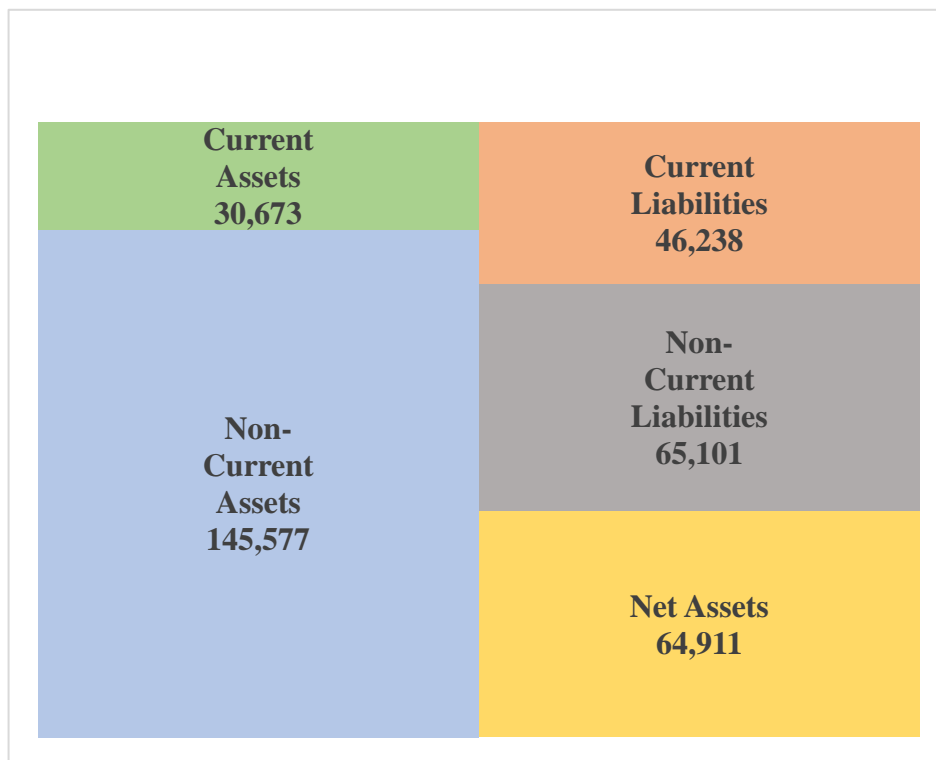 Current
Assets
30,673
Non-
Current
Assets
145,577
Current
Liabilities
46,238
Non-
Current
Liabilities
65,101
Net Assets
64,911